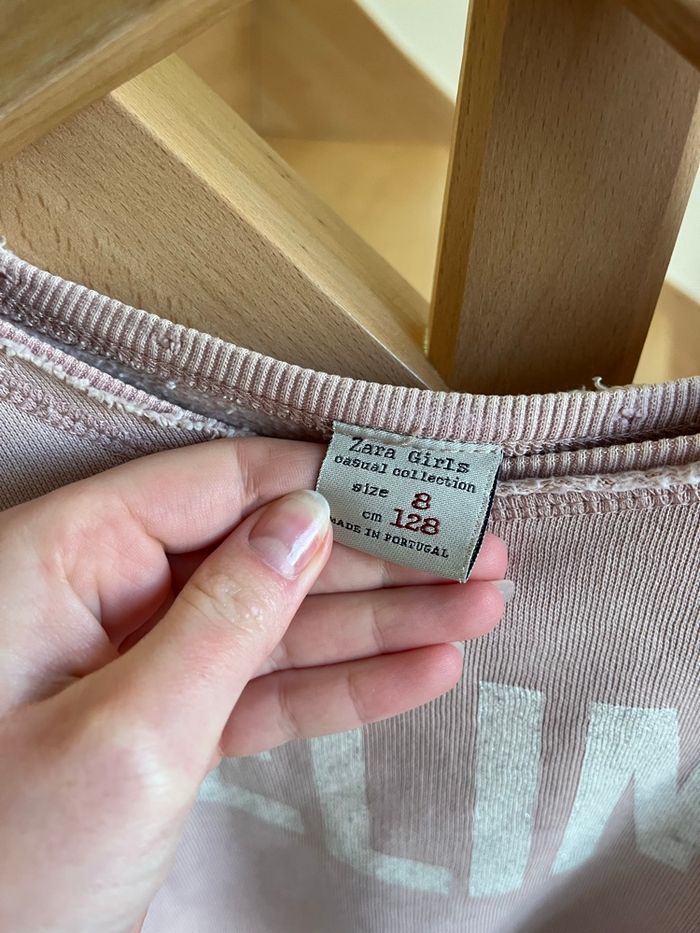 Zara Girls
casual collection
size 8
cm 128
MADE IN PORTUGAL